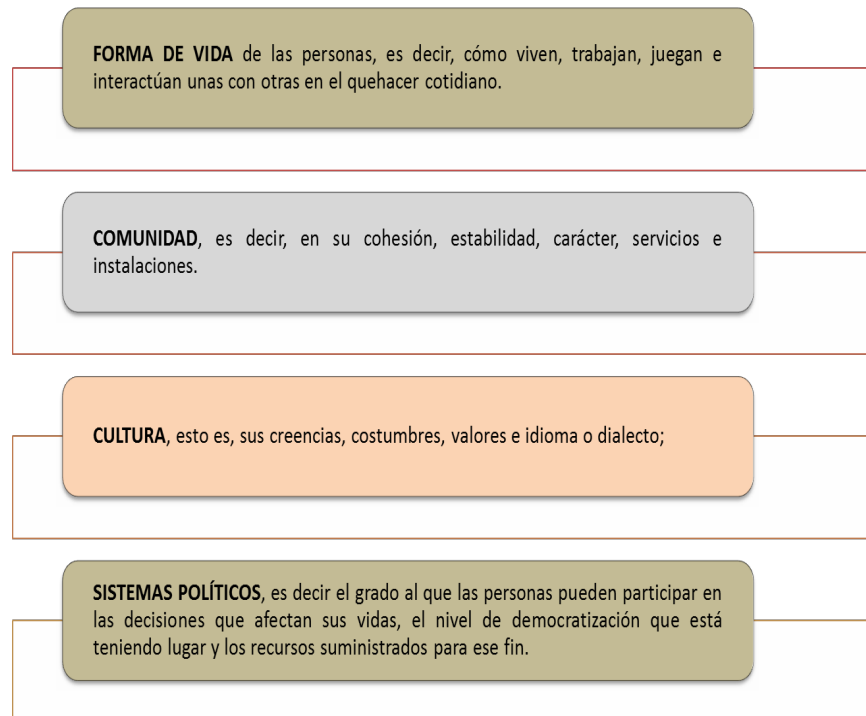 FORMA DE VIDA de las personas, es decir, cómo viven, trabajan, juegan e
interactúan unas con otras en el quehacer cotidiano.
COMUNIDAD, es decir, en su cohesión, estabilidad, carácter, servicios e
instalaciones.
CULTURA, esto es, sus creencias, costumbres, valores e idioma o dialecto;
SISTEMAS POLÍTICOS, es decir el grado al que las personas pueden participar en
las decisiones que afectan sus vidas, el nivel de democratización que está
teniendo lugar y los recursos suministrados para ese fin.